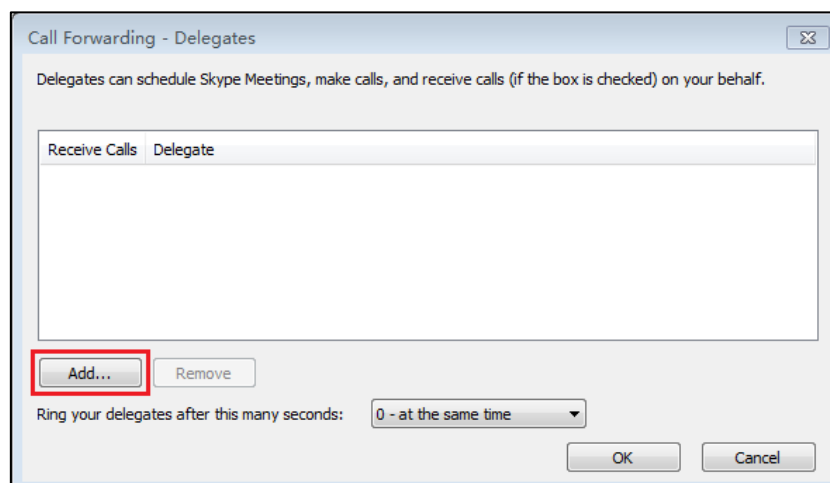 Call Forwarding - Delegates
Delegates can schedule Skype Meetings, make calls, and receive calls (if the box is checked) on your behalf.
Receive Calls Delegate
Add... Remove
Ring your delegates after this many seconds: 0 - at the same time
OK Cancel